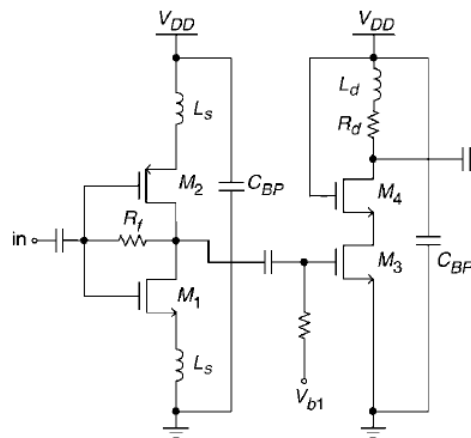 V_DD
V_DD
L_s
L_d
R_d
M_2
C_BP
M_4
in
R_f
M_1
M_3
C_BP
L_s
V_b1